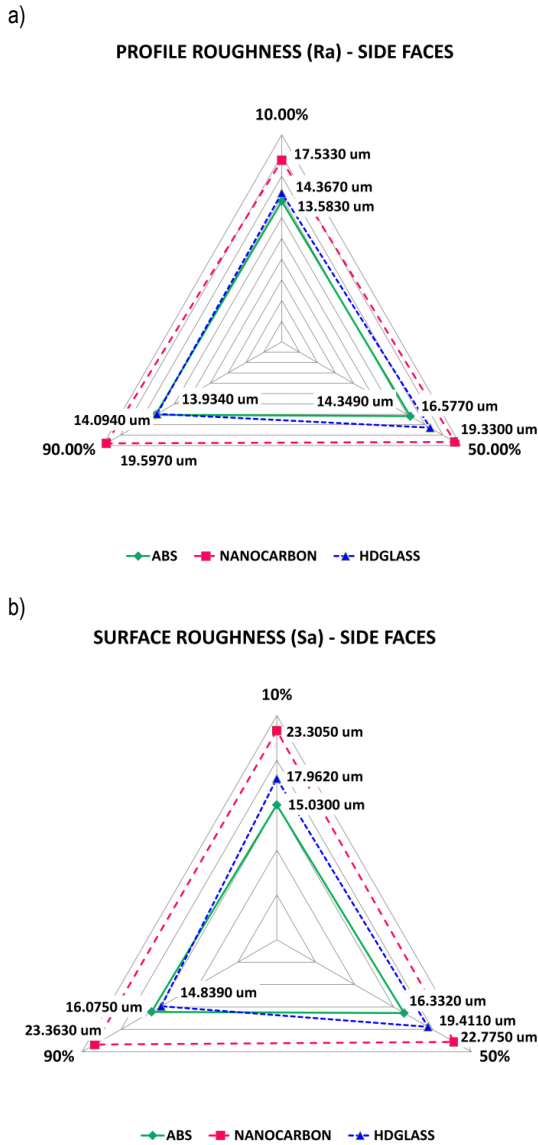 a)
PROFILE ROUGHNESS (Ra) - SIDE FACES
10.00%
17.5330 um
14.3670 um
13.5830 um
13.9340 um
14.3490 um
16.5770 um
14.0940 um
19.3300 um
90.00%
50.00%
19.5970 um
ABS NANOCARBON HDGLASS
b)
SURFACE ROUGHNESS (Sa) - SIDE FACES
10%
23.3050 um
17.9620 um
15.0300 um
14.8390 um
16.0750 um
16.3320 um
19.4110 um
23.3630 um
22.7750 um
90%
50%
ABS NANOCARBON HDGLASS